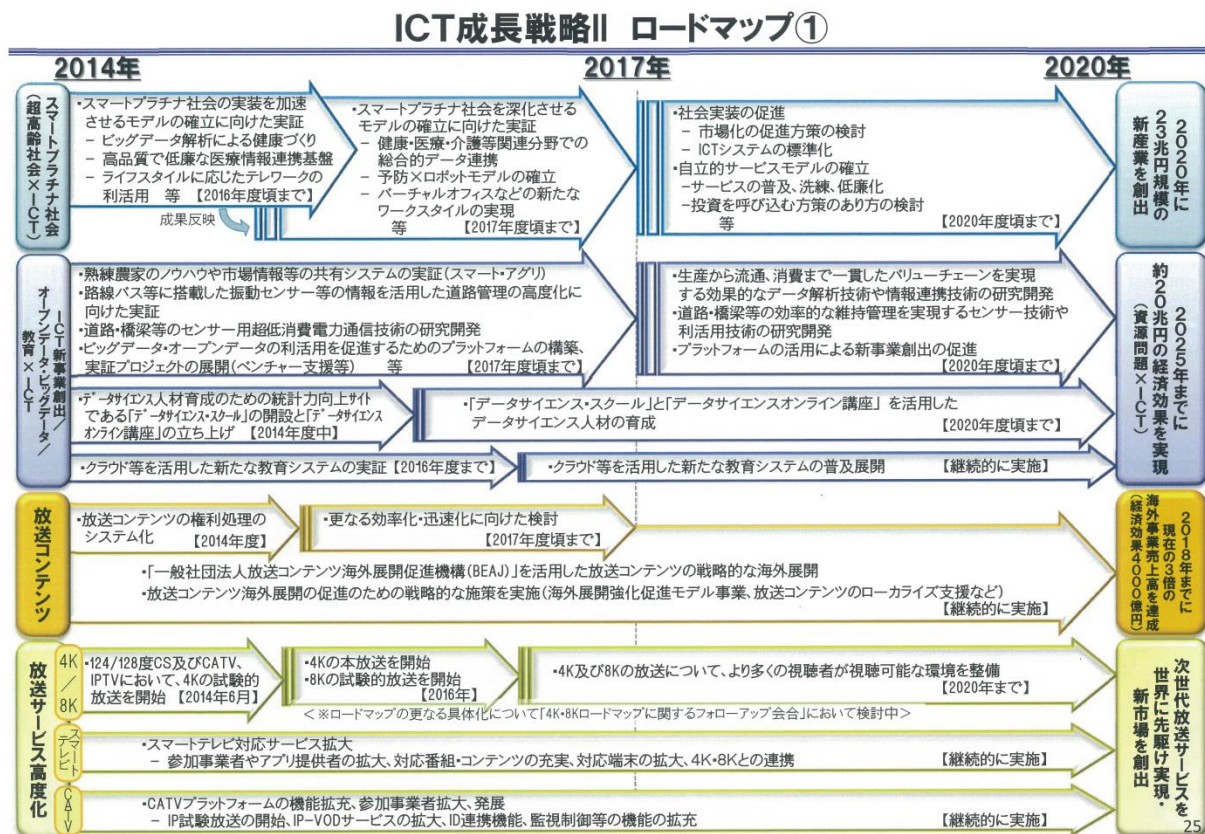 ICT成長戦略Ⅱ ロードマップ①
2014年
2017年
2020年
スマートプラチナ社会
(超高齢社会×ICT)
・スマートプラチナ社会の実装を加速
させるモデルの確立に向けた実証
－ ビッグデータ解析による健康づくり
－ 高品質で低廉な医療情報連携基盤
－ ライフスタイルに応じたテレワークの
利活用 等 【2016年度頃まで】
成果反映
・スマートプラチナ社会を深化させる
モデルの確立に向けた実証
－ 健康・医療・介護等関連分野での
総合的データ連携
－ 予防×ロボットモデルの確立
－ バーチャルオフィスなどの新たな
ワークスタイルの実現
等 【2017年度頃まで】
・社会実装の促進
－ 市場化の促進方策の検討
－ ICTシステムの標準化
・自立的サービスモデルの確立
－サービスの普及、洗練、低廉化
－投資を呼び込む方策のあり方の検討
等 【2020年度頃まで】
2020年に
23兆円規模の
新産業を創出
ICT新事業創出／
オープンデータ・ビッグデータ／
教育×ICT
・熟練農家のノウハウや市場情報等の共有システムの実証(スマート・アグリ)
・路線バス等に搭載した振動センサー等の情報を活用した道路管理の高度化に
向けた実証
・道路・橋梁等のセンサー用超低消費電力通信技術の研究開発
・ビッグデータ・オープンデータの利活用を促進するためのプラットフォームの構築、
実証プロジェクトの展開(ベンチャー支援等) 等 【2017年度頃まで】
・生産から流通、消費まで一貫したバリューチェーンを実現
する効果的なデータ解析技術や情報連携技術の研究開発
・道路・橋梁等の効率的な維持管理を実現するセンサー技術や
利活用技術の研究開発
・プラットフォームの活用による新事業創出の促進
【2020年度頃まで】
・データサイエンス人材育成のための統計力向上サイト
である「データサイエンス・スクール」の開設と「データサイエンス
オンライン講座」の立ち上げ 【2014年度中】
・「データサイエンス・スクール」と「データサイエンスオンライン講座」 を活用した
データサイエンス人材の育成
【2020年度頃まで】
・クラウド等を活用した新たな教育システムの実証 【2016年度まで】
・クラウド等を活用した新たな教育システムの普及展開 【継続的に実施】
2025年までに
約20兆円の経済効果を実現
(資源問題×ICT)
放送コンテンツ
・放送コンテンツの権利処理の
システム化 【2014年度】
・更なる効率化・迅速化に向けた検討
【2017年度頃まで】
・「一般社団法人放送コンテンツ海外展開促進機構(BEAJ)」を活用した放送コンテンツの戦略的な海外展開
・放送コンテンツ海外展開の促進のための戦略的な施策を実施(海外展開強化促進モデル事業、放送コンテンツのローカライズ支援など)
【継続的に実施】
2018年までに
現在の3倍の
海外事業売上高を達成
(経済効果4000億円)
放送サービス高度化
4K／8K
・124/128度CS及びCATV、
IPTVにおいて、4Kの試験的
放送を開始 【2014年6月】
・4Kの本放送を開始
・8Kの試験的放送を開始
【2016年】
・4K及び8Kの放送について、より多くの視聴者が視聴可能な環境を整備
【2020年まで】
＜※ロードマップの更なる具体化について「4K・8Kロードマップに関するフォローアップ会合」において検討中＞
スマートテレビ
・スマートテレビ対応サービス拡大
－ 参加事業者やアプリ提供者の拡大、対応番組・コンテンツの充実、対応端末の拡大、4K・8Kとの連携 【継続的に実施】
CATV
・CATVプラットフォームの機能拡充、参加事業者拡大、発展
－ IP試験放送の開始、IP-VODサービスの拡大、ID連携機能、監視制御等の機能の拡充 【継続的に実施】
次世代放送サービスを
世界に先駆け実現・
新市場を創出
25